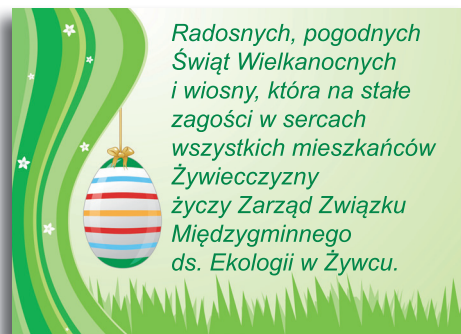 Radosnych, pogodnych
Świąt Wielkanocnych
i wiosny, która na stałe
zagości w sercach
wszystkich mieszkańców
Żywiecczyzny
życzy Zarząd Związku
Międzygminnego
ds. Ekologii w Żywcu.